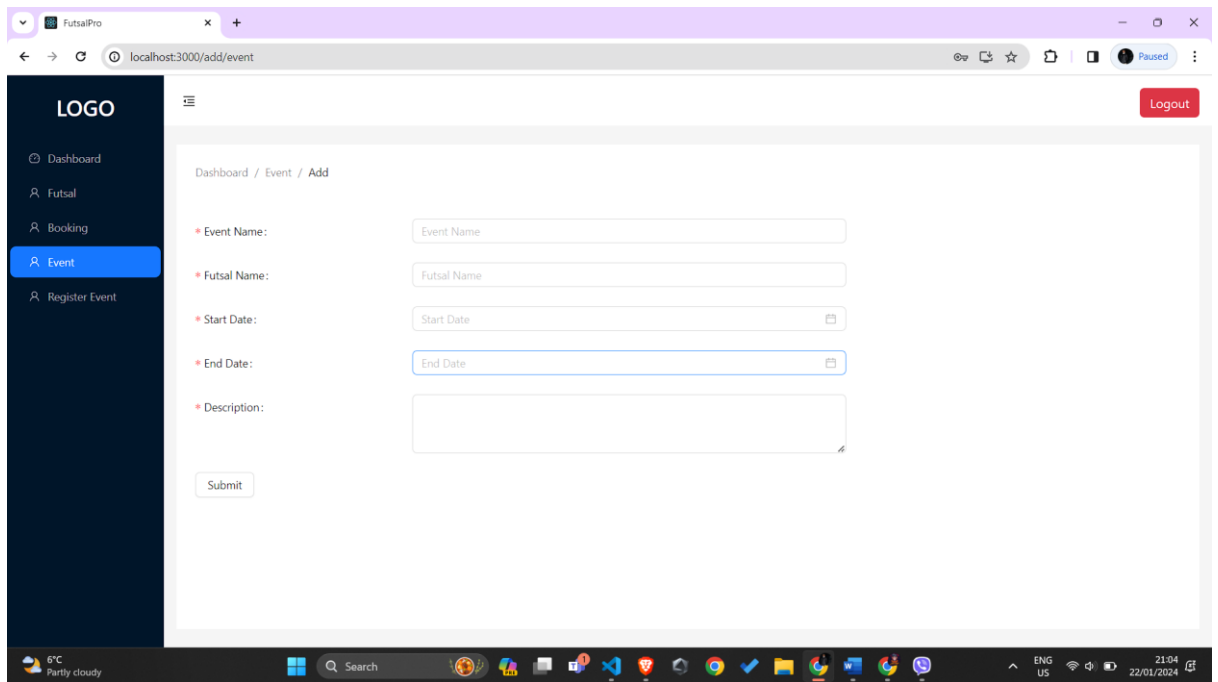 FutsalPro
localhost:3000/add/event
Paused
LOGO
Logout
Dashboard
Futsal
Booking
Event
Register Event
Dashboard / Event / Add
* Event Name:
Event Name
* Futsal Name:
Futsal Name
* Start Date:
Start Date
* End Date:
End Date
* Description:
Submit
6°C
Partly cloudy
Search
1
ENG
US
21:04
22/01/2024